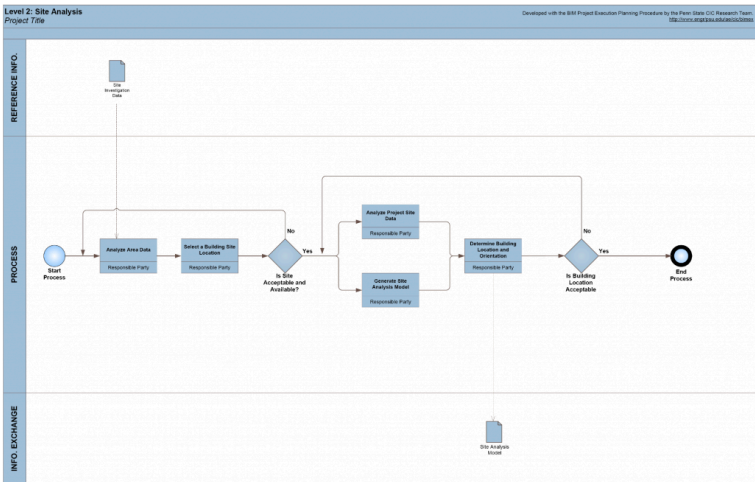 Level 2: Site Analysis
Project Title
Developed with the BIM Project Execution Planning Procedure by the Penn State CIC Research Team.
REFERENCE INFO.
Site
Investigation
Data
PROCESS
Start
Process
Analyze Area Data
Responsible Party
Select a Building Site
Location
Responsible Party
No
Yes
Is Site
Acceptable and
Available?
Analyze Project Site
Data
Responsible Party
Generate Site
Analysis Model
Responsible Party
Determine Building
Location and
Orientation
Responsible Party
No
Yes
Is Building
Location
Acceptable
End
Process
INFO. EXCHANGE
Site Analysis
Model